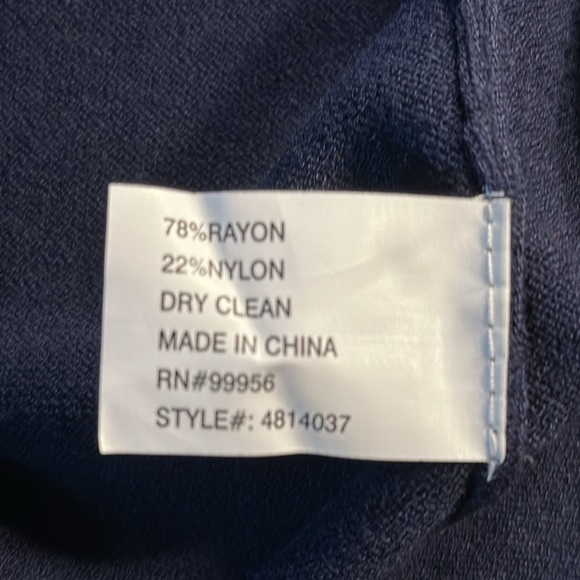 78%RAYON
22%NYLON
DRY CLEAN
MADE IN CHINA
RN#99956
STYLE#: 4814037